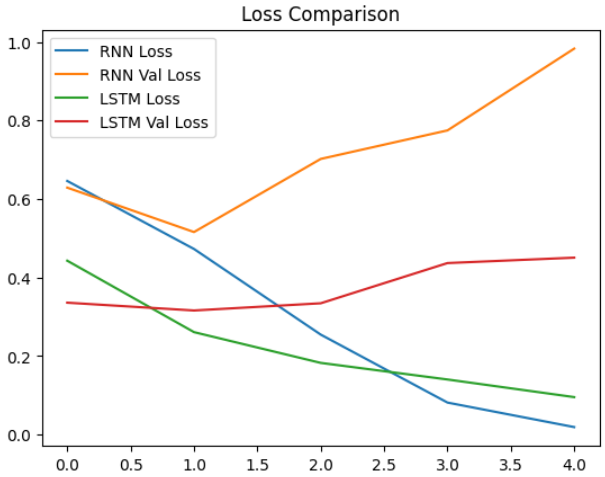 Loss Comparison
RNN Loss
RNN Val Loss
LSTM Loss
LSTM Val Loss
1.0
0.8
0.6
0.4
0.2
0.0
0.0 0.5 1.0 1.5 2.0 2.5 3.0 3.5 4.0